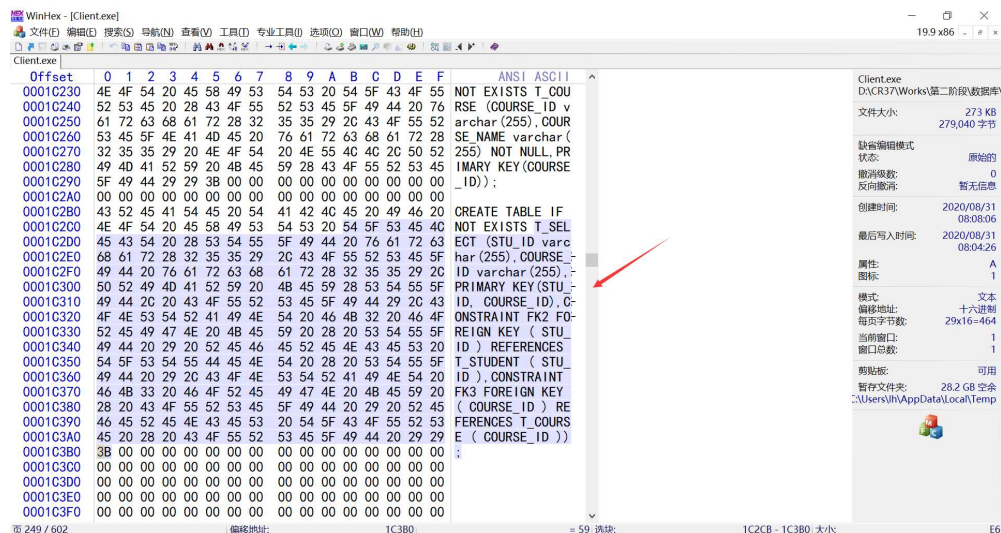 WinHex - [Client.exe]
文件(F) 编辑(E) 搜索(S) 导航(N) 查看(V) 工具(T) 专业工具(I) 选项(O) 窗口(W) 帮助(H)
19.9 x86
Client.exe
Offset 0 1 2 3 4 5 6 7 8 9 A B C D E F ANSI ASCII
0001C230 4E 4F 54 20 45 58 49 53 54 53 20 54 5F 43 4F 55 NOT EXISTS T_COU
0001C240 52 53 45 20 28 43 4F 55 52 53 45 5F 49 44 20 76 RSE (COURSE_ID v
0001C250 61 72 63 68 61 72 28 32 35 35 29 2C 43 4F 55 52 archar(255),COUR
0001C260 53 45 5F 4E 41 4D 45 20 76 61 72 63 68 61 72 28 SE_NAME varchar(
0001C270 32 35 35 29 20 4E 4F 54 20 4E 55 4C 4C 2C 50 52 255) NOT NULL,PR
0001C280 49 4D 41 52 59 20 4B 45 59 28 43 4F 55 52 53 45 IMARY KEY(COURSE
0001C290 5F 49 44 29 29 3B 00 00 00 00 00 00 00 00 00 00 _ID));
0001C2A0 00 00 00 00 00 00 00 00 00 00 00 00 00 00 00 00
0001C2B0 43 52 45 41 54 45 20 54 41 42 4C 45 20 49 46 20 CREATE TABLE IF
0001C2C0 4E 4F 54 20 45 58 49 53 54 53 20 54 5F 53 45 4C NOT EXISTS T_SEL
0001C2D0 45 43 54 20 28 53 54 55 5F 49 44 20 76 61 72 63 ECT (STU_ID varc
0001C2E0 68 61 72 28 32 35 35 29 2C 43 4F 55 52 53 45 5F har(255),COURSE_
0001C2F0 49 44 20 76 61 72 63 68 61 72 28 32 35 35 29 2C ID varchar(255),
0001C300 50 52 49 4D 41 52 59 20 4B 45 59 28 53 54 55 5F PRIMARY KEY(STU_
0001C310 49 44 2C 20 43 4F 55 52 53 45 5F 49 44 29 2C 43 ID, COURSE_ID),C
0001C320 4F 4E 53 54 52 41 49 4E 54 20 46 4B 32 20 46 4F ONSTRAINT FK2 FO
0001C330 52 45 49 47 4E 20 4B 45 59 20 28 20 53 54 55 5F REIGN KEY ( STU_
0001C340 49 44 20 29 20 52 45 46 45 52 45 4E 43 45 53 20 ID ) REFERENCES
0001C350 54 5F 53 54 55 44 45 4E 54 20 28 20 53 54 55 5F T_STUDENT ( STU_
0001C360 49 44 20 29 2C 43 4F 4E 53 54 52 41 49 4E 54 20 ID ),CONSTRAINT
0001C370 46 4B 33 20 46 4F 52 45 49 47 4E 20 4B 45 59 20 FK3 FOREIGN KEY
0001C380 28 20 43 4F 55 52 53 45 5F 49 44 20 29 20 52 45 ( COURSE_ID ) RE
0001C390 46 45 52 45 4E 43 45 53 20 54 5F 43 4F 55 52 53 FERENCES T_COURS
0001C3A0 45 20 28 20 43 4F 55 52 53 45 5F 49 44 20 29 29 E ( COURSE_ID ))
0001C3B0 3B 00 00 00 00 00 00 00 00 00 00 00 00 00 00 00 ;
0001C3C0 00 00 00 00 00 00 00 00 00 00 00 00 00 00 00 00
0001C3D0 00 00 00 00 00 00 00 00 00 00 00 00 00 00 00 00
0001C3E0 00 00 00 00 00 00 00 00 00 00 00 00 00 00 00 00
0001C3F0 00 00 00 00 00 00 00 00 00 00 00 00 00 00 00 00
Client.exe
D:\CR37\Works\第二阶段\数据库\
文件大小: 273 KB
279,040 字节
缺省编辑模式
状态: 原始的
撤消级数: 0
反向撤消: 暂无信息
创建时间: 2020/08/31
08:08:06
最后写入时间: 2020/08/31
08:04:26
属性: A
图标: 1
模式: 文本
偏移地址: 十六进制
每页字节数: 29x16=464
当前窗口: 1
窗口总数: 1
剪贴板: 可用
暂存文件夹: 28.2 GB 空余
C:\Users\lh\AppData\Local\Temp
页 249 / 602 偏移地址: 1C3B0 = 59 选块: 1C2CB - 1C3B0 大小: E6